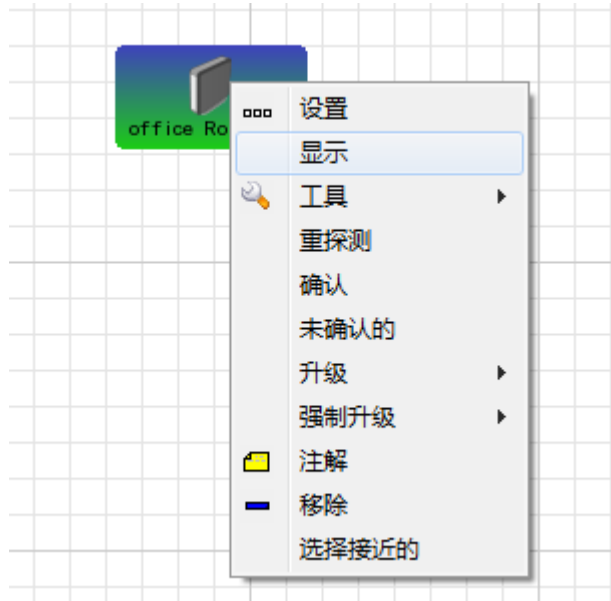 office Ro
设置
显示
工具
重探测
确认
未确认的
升级
强制升级
注解
移除
选择接近的